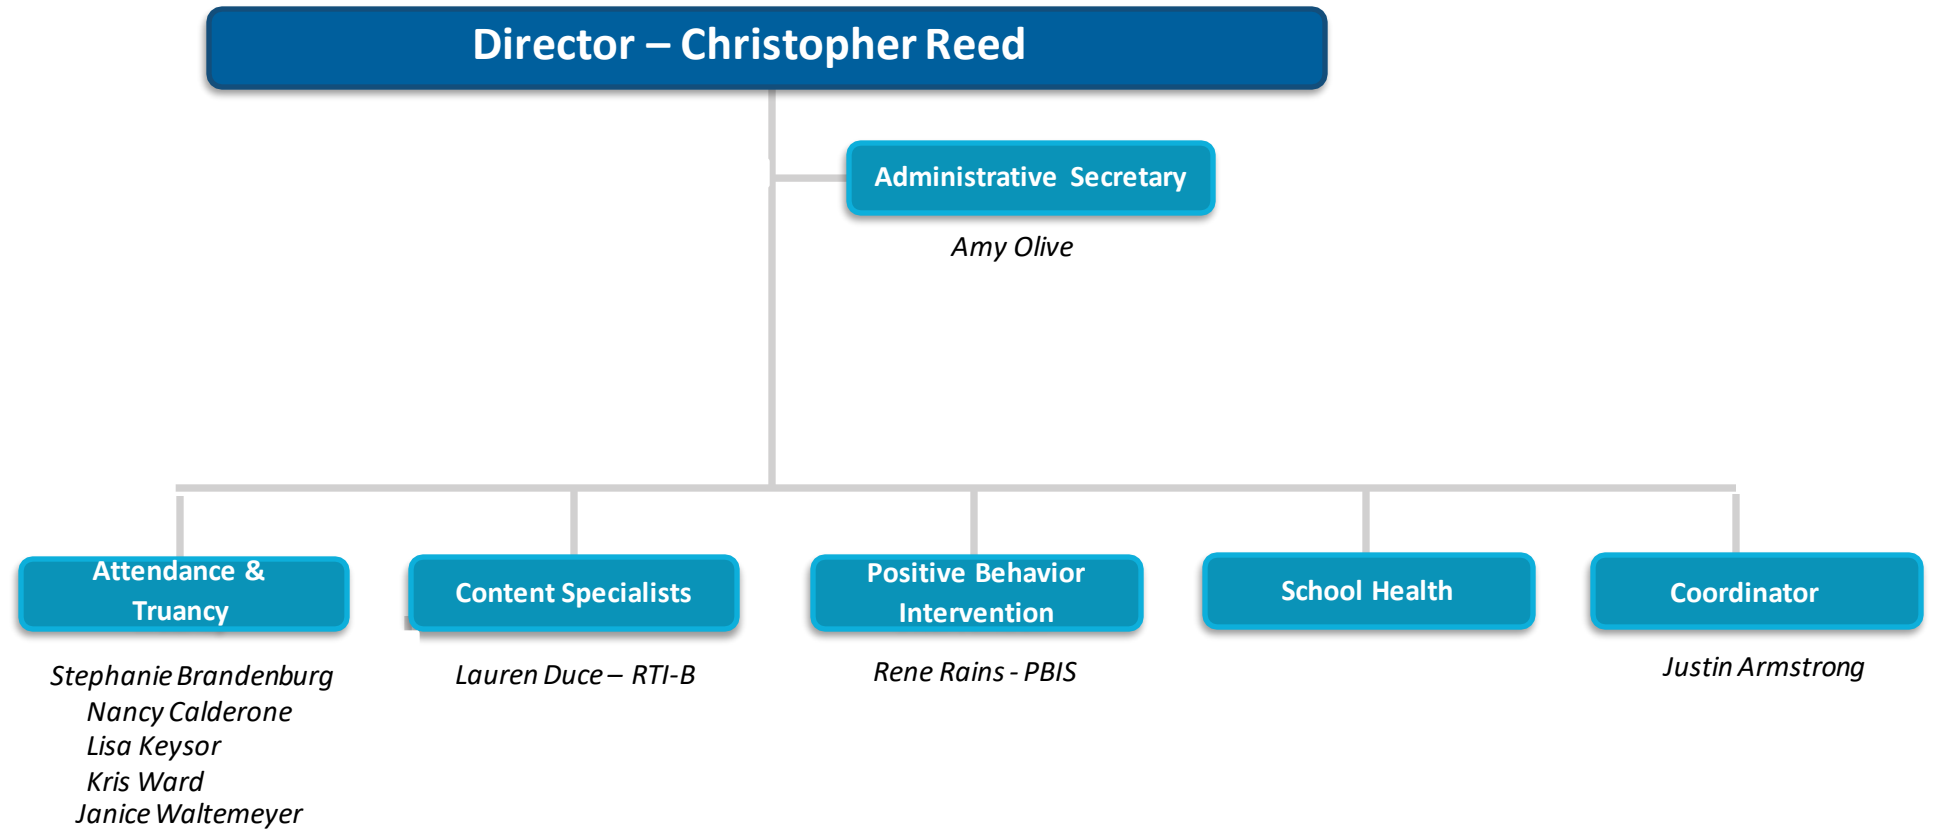 Director – Christopher Reed
Administrative Secretary
Amy Olive
Attendance &
Truancy
Stephanie Brandenburg
Nancy Calderone
Lisa Keysor
Kris Ward
Janice Waltemeyer
Content Specialists
Lauren Duce – RTI-B
Positive Behavior
Intervention
Rene Rains - PBIS
School Health
Coordinator
Justin Armstrong